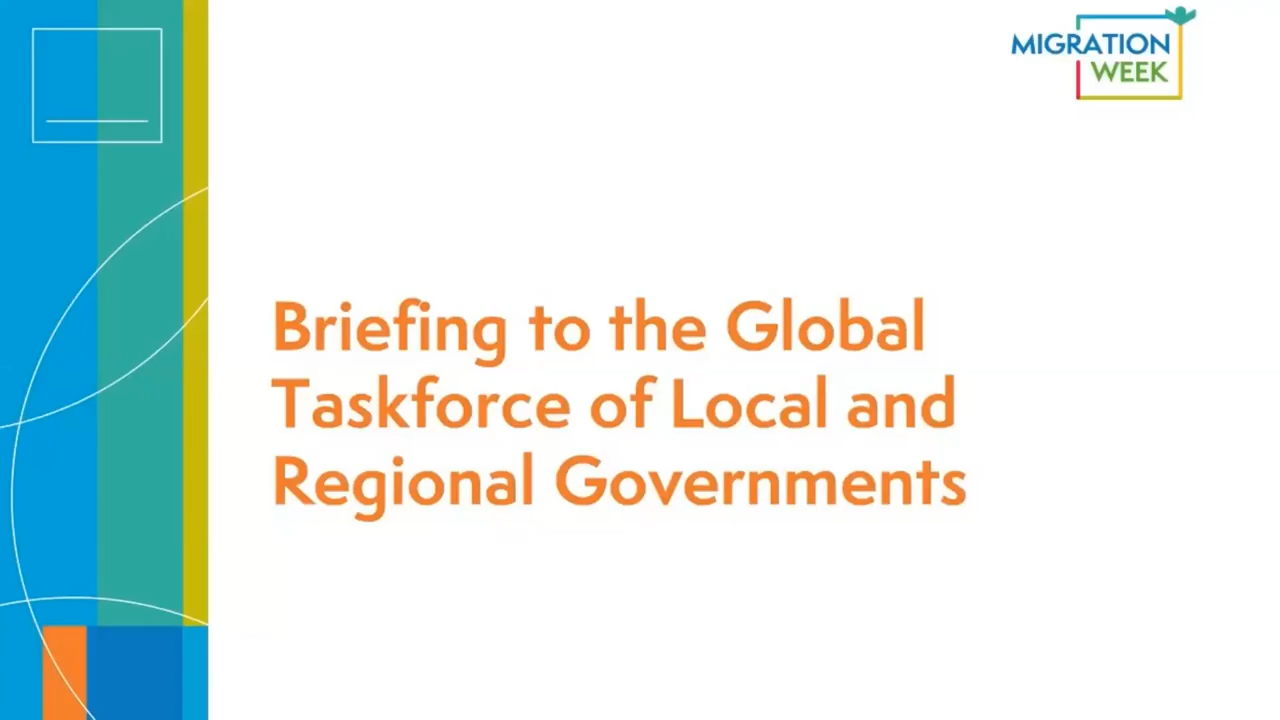 MIGRATION
WEEK
Briefing to the Global
Taskforce of Local and
Regional Governments